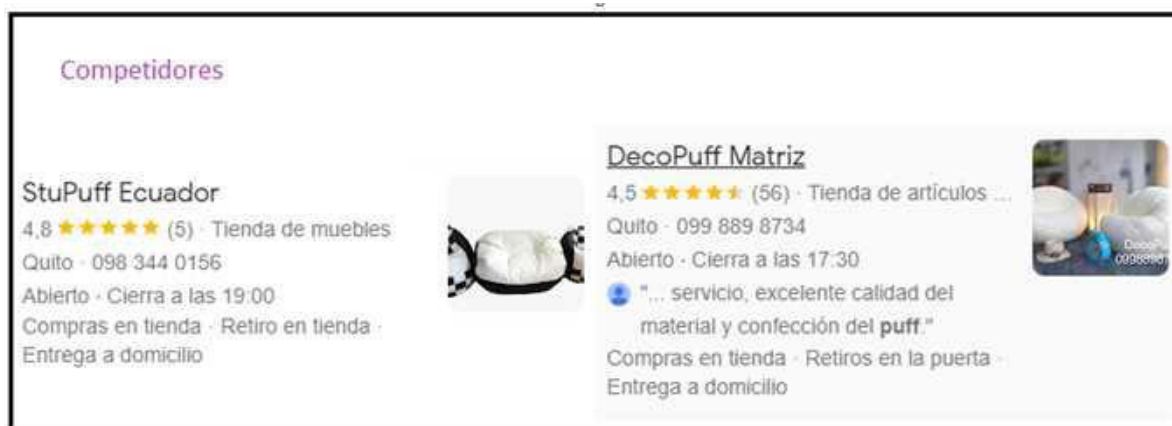 Competidores
StuPuff Ecuador
4,8 ★★★★★ (5) · Tienda de muebles
Quito · 098 344 0156
Abierto · Cierra a las 19:00
Compras en tienda · Retiro en tienda ·
Entrega a domicilio
DecoPuff Matriz
4,5 (56) · Tienda de artículos ...
Quito · 099 889 8734
Abierto · Cierra a las 17:30
"... servicio, excelente calidad del
material y confección del puff."
Compras en tienda · Retiros en la puerta ·
Entrega a domicilio